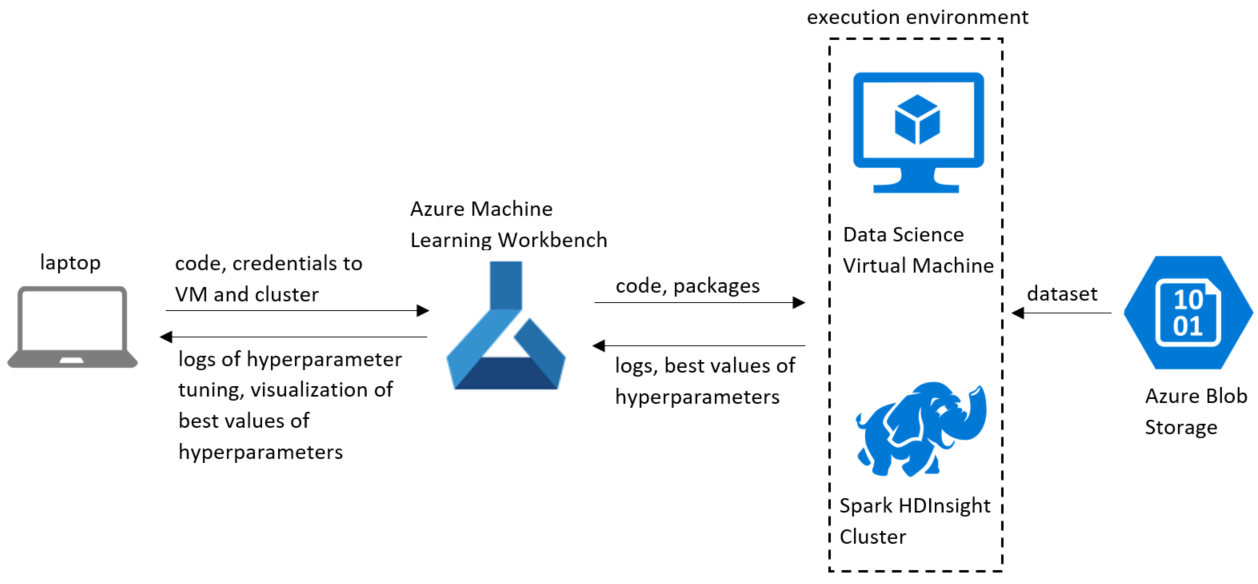 execution environment
Azure Machine
Learning Workbench
laptop
code, credentials to
VM and cluster
logs of hyperparameter
tuning, visualization of
best values of
hyperparameters
code, packages
logs, best values of
hyperparameters
Data Science
Virtual Machine
Spark HDInsight
Cluster
dataset
10
01
Azure Blob
Storage